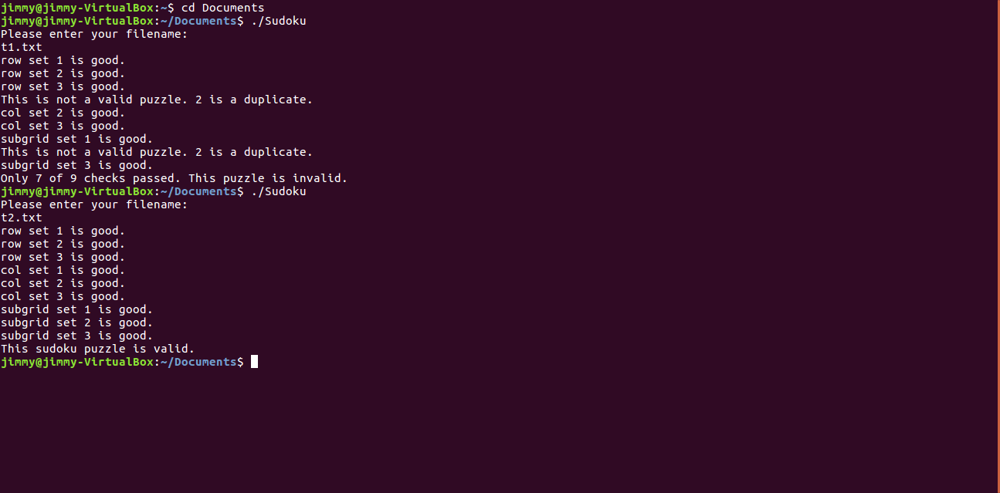 jimmy@jimmy-VirtualBox:~$ cd Documents
jimmy@jimmy-VirtualBox:~/Documents$ ./Sudoku
Please enter your filename:
t1.txt
row set 1 is good.
row set 2 is good.
row set 3 is good.
This is not a valid puzzle. 2 is a duplicate.
col set 2 is good.
col set 3 is good.
subgrid set 1 is good.
This is not a valid puzzle. 2 is a duplicate.
subgrid set 3 is good.
Only 7 of 9 checks passed. This puzzle is invalid.
jimmy@jimmy-VirtualBox:~/Documents$ ./Sudoku
Please enter your filename:
t2.txt
row set 1 is good.
row set 2 is good.
row set 3 is good.
col set 1 is good.
col set 2 is good.
col set 3 is good.
subgrid set 1 is good.
subgrid set 2 is good.
subgrid set 3 is good.
This sudoku puzzle is valid.
jimmy@jimmy-VirtualBox:~/Documents$